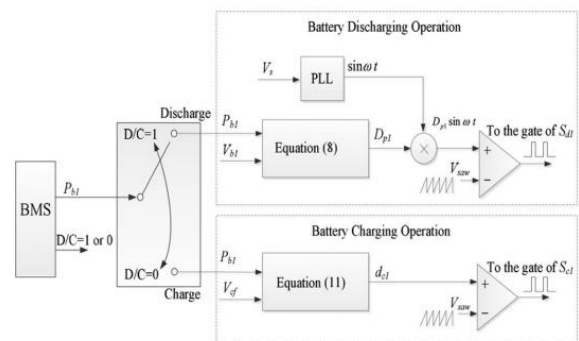 Battery Discharging Operation
V_s
PLL
sin ω t
Discharge
D/C=1
P_b1
V_b1
Equation (8)
D_p1
×
D_p1 sin ω t
To the gate of S_d1
+
−
V_saw
BMS
P_b1
D/C=1 or 0
D/C=0
Charge
Battery Charging Operation
P_b1
V_cf
Equation (11)
d_c1
To the gate of S_c1
+
−
V_saw